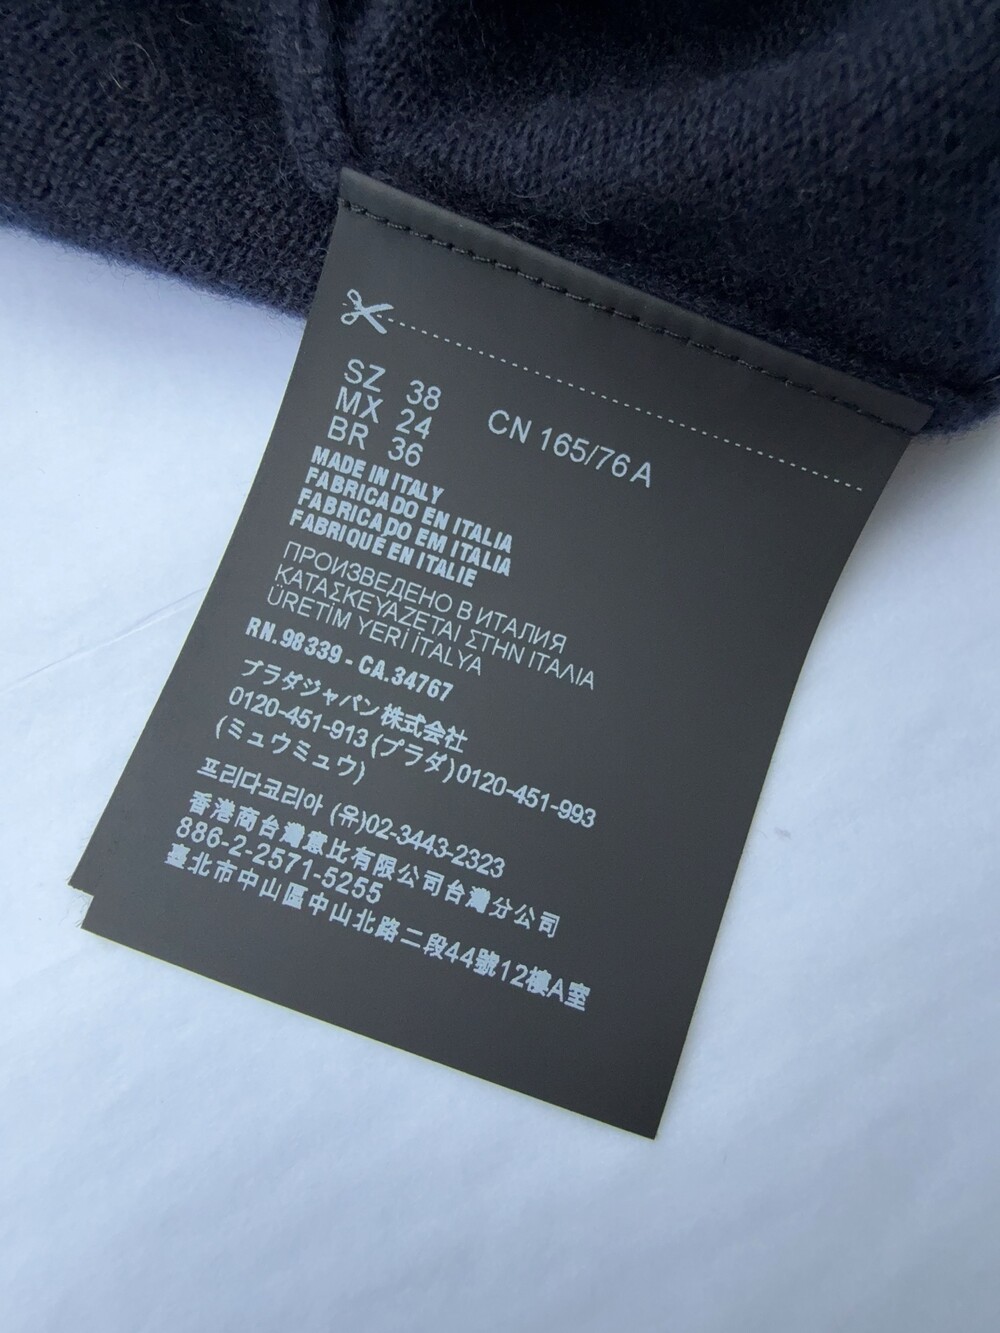 SZ 38 CN 165/76 A
MX 24
BR 36
MADE IN ITALY
FABRICADO EN ITALIA
FABRICADO EM ITALIA
FABRIQUÉ EN ITALIE
ПРОИЗВЕДЕНО В ИТАЛИЯ
ΚΑΤΑΣΚΕΥΑΖΕΤΑΙ ΣΤΗΝ ΙΤΑΛΙΑ
ÜRETİM YERİ İTALYA
RN.98339 - CA.34767
プラダジャパン株式会社
0120-451-913 (プラダ)0120-451-993
(ミュウミュウ)
프리다코리아 (유)02-3443-2323
香港商台灣意比有限公司台灣分公司
886-2-2571-5255
臺北市中山區中山北路二段44號12樓A室